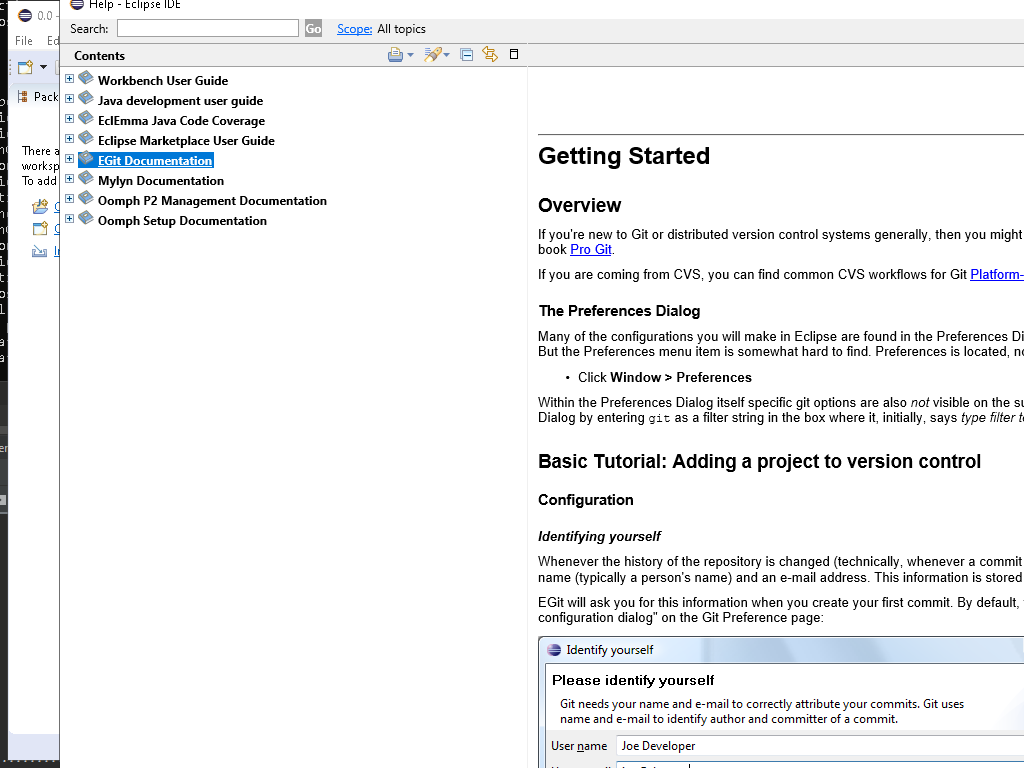 Help - Eclipse IDE
0.0 -
File Ed
Search: Go Scope: All topics
Contents
Pack
There a
worksp
To add
Workbench User Guide
Java development user guide
EclEmma Java Code Coverage
Eclipse Marketplace User Guide
EGit Documentation
Mylyn Documentation
Oomph P2 Management Documentation
Oomph Setup Documentation
Getting Started
Overview
If you're new to Git or distributed version control systems generally, then you might
book Pro Git.
If you are coming from CVS, you can find common CVS workflows for Git Platform-
The Preferences Dialog
Many of the configurations you will make in Eclipse are found in the Preferences Di
But the Preferences menu item is somewhat hard to find. Preferences is located, no
• Click Window > Preferences
Within the Preferences Dialog itself specific git options are also not visible on the su
Dialog by entering git as a filter string in the box where it, initially, says type filter te
Basic Tutorial: Adding a project to version control
Configuration
Identifying yourself
Whenever the history of the repository is changed (technically, whenever a commit
name (typically a person's name) and an e-mail address. This information is stored
EGit will ask you for this information when you create your first commit. By default,
configuration dialog" on the Git Preference page:
Identify yourself
Please identify yourself
Git needs your name and e-mail to correctly attribute your commits. Git uses
name and e-mail to identify author and committer of a commit.
User name Joe Developer